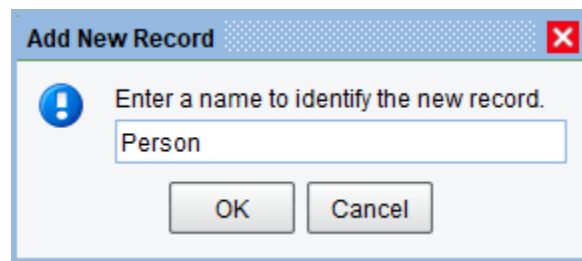 Add New Record
Enter a name to identify the new record.
Person
OK Cancel